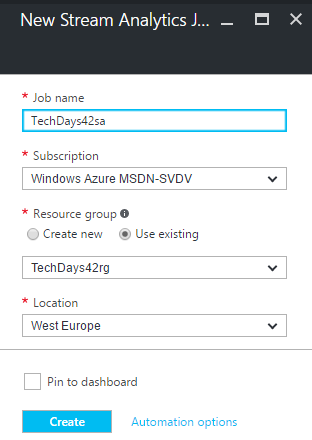 New Stream Analytics J...
* Job name
TechDays42sa
* Subscription
Windows Azure MSDN-SVDV
* Resource group
Create new Use existing
TechDays42rg
* Location
West Europe
Pin to dashboard
Create Automation options